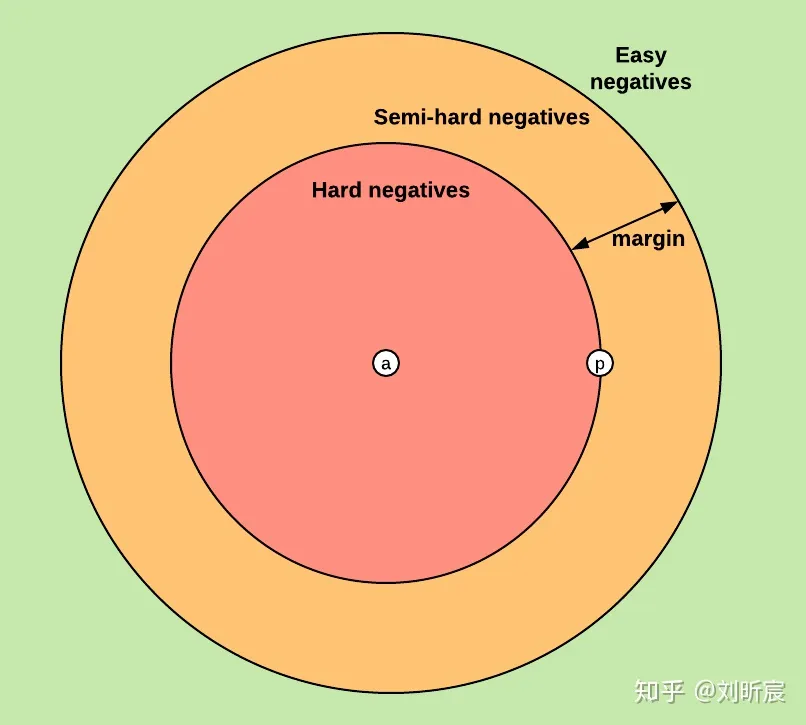 Easy
negatives
Semi-hard negatives
Hard negatives
margin
a
p
知乎 @刘昕宸